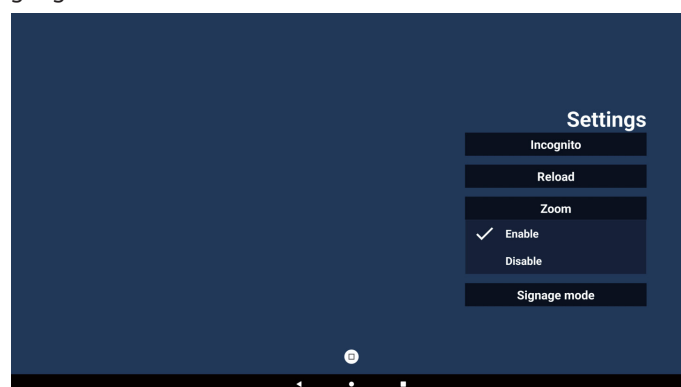 Settings
Incognito
Reload
Zoom
Enable
Disable
Signage mode